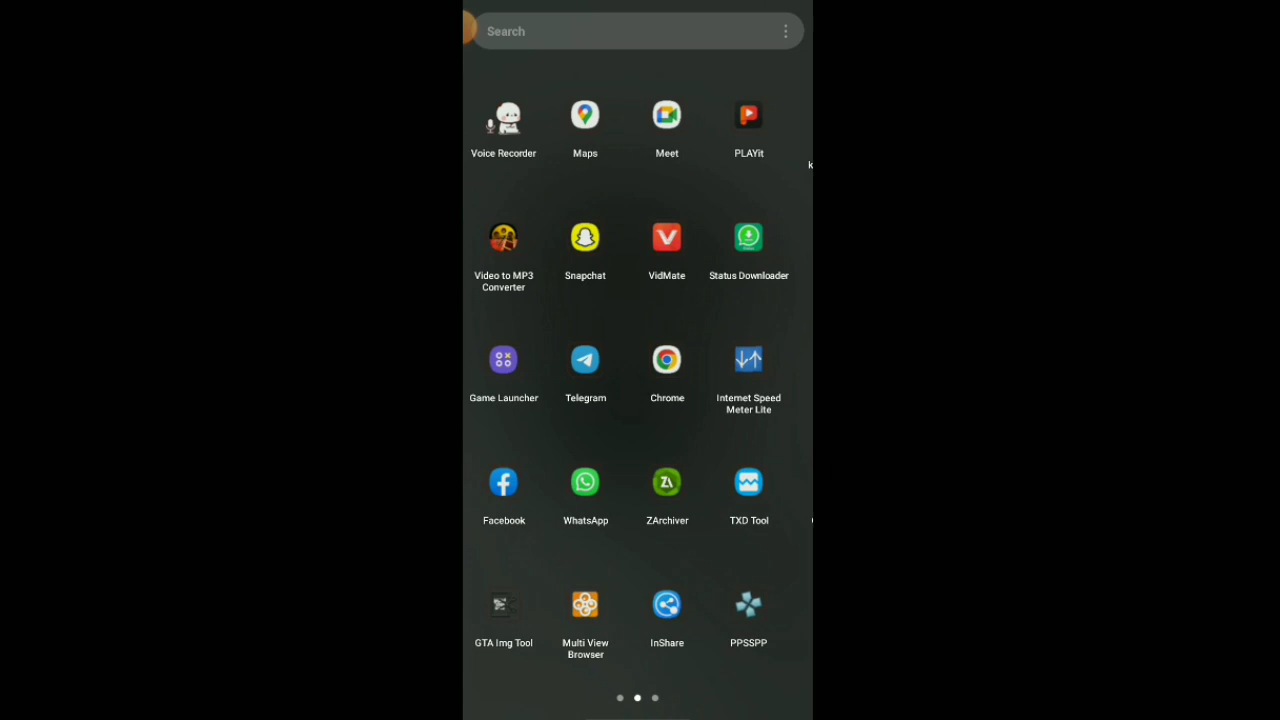 Search
Voice Recorder
Maps
Meet
PLAYit
Video to MP3
Converter
Snapchat
VidMate
Status Downloader
Game Launcher
Telegram
Chrome
Internet Speed
Meter Lite
Facebook
WhatsApp
ZArchiver
TXD Tool
GTA Img Tool
Multi View
Browser
InShare
PPSSPP